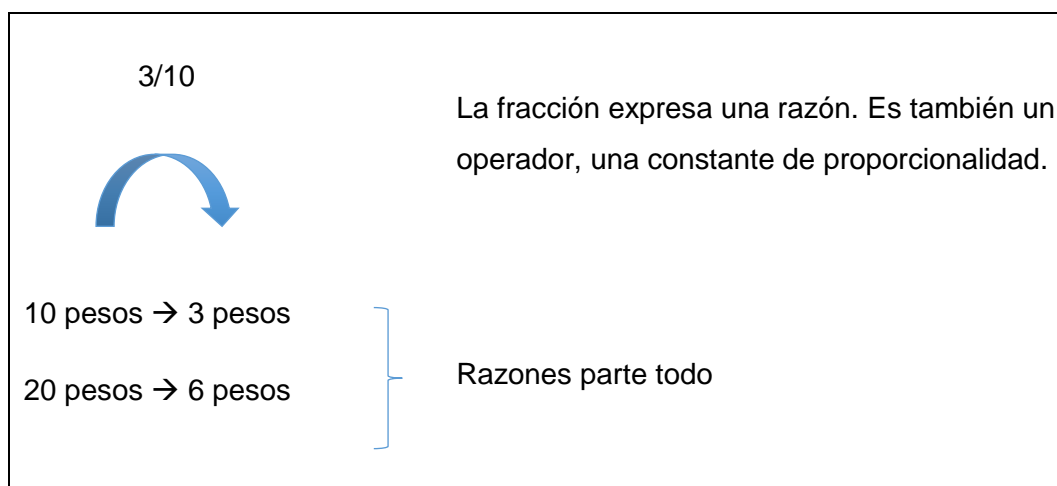 3/10
La fracción expresa una razón. Es también un
operador, una constante de proporcionalidad.
10 pesos → 3 pesos
20 pesos → 6 pesos
Razones parte todo